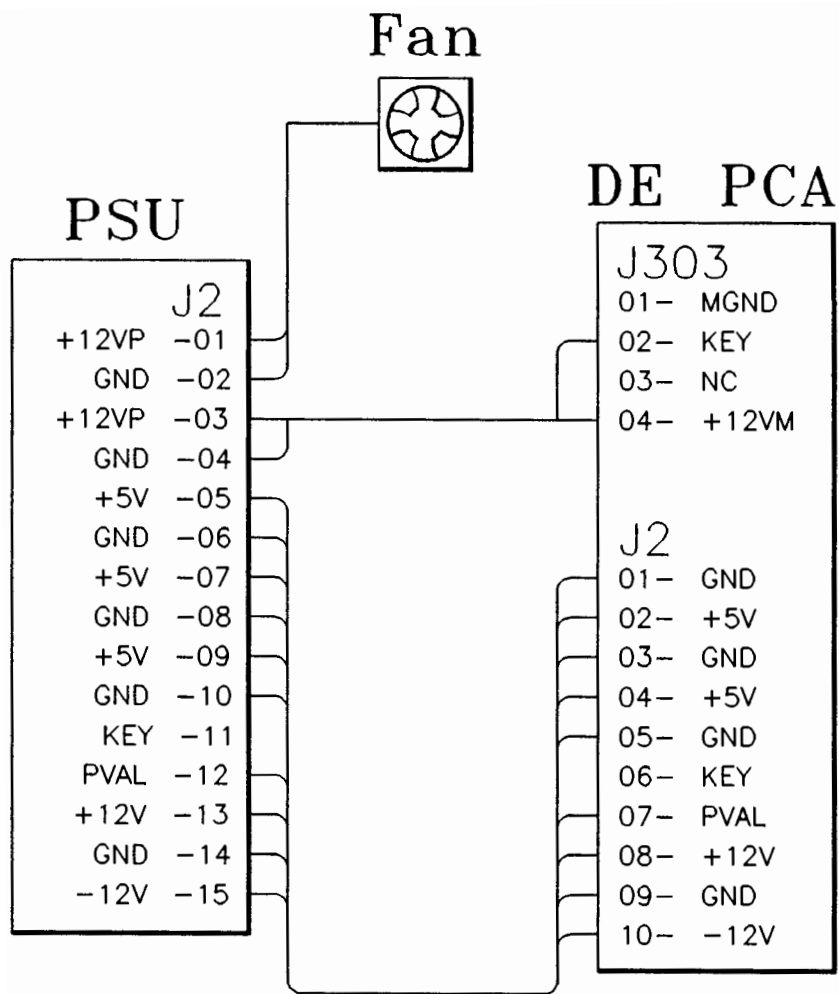 Fan
PSU
J2
+12VP -01
GND -02
+12VP -03
GND -04
+5V -05
GND -06
+5V -07
GND -08
+5V -09
GND -10
KEY -11
PVAL -12
+12V -13
GND -14
-12V -15
DE PCA
J303
01- MGND
02- KEY
03- NC
04- +12VM
J2
01- GND
02- +5V
03- GND
04- +5V
05- GND
06- KEY
07- PVAL
08- +12V
09- GND
10- -12V